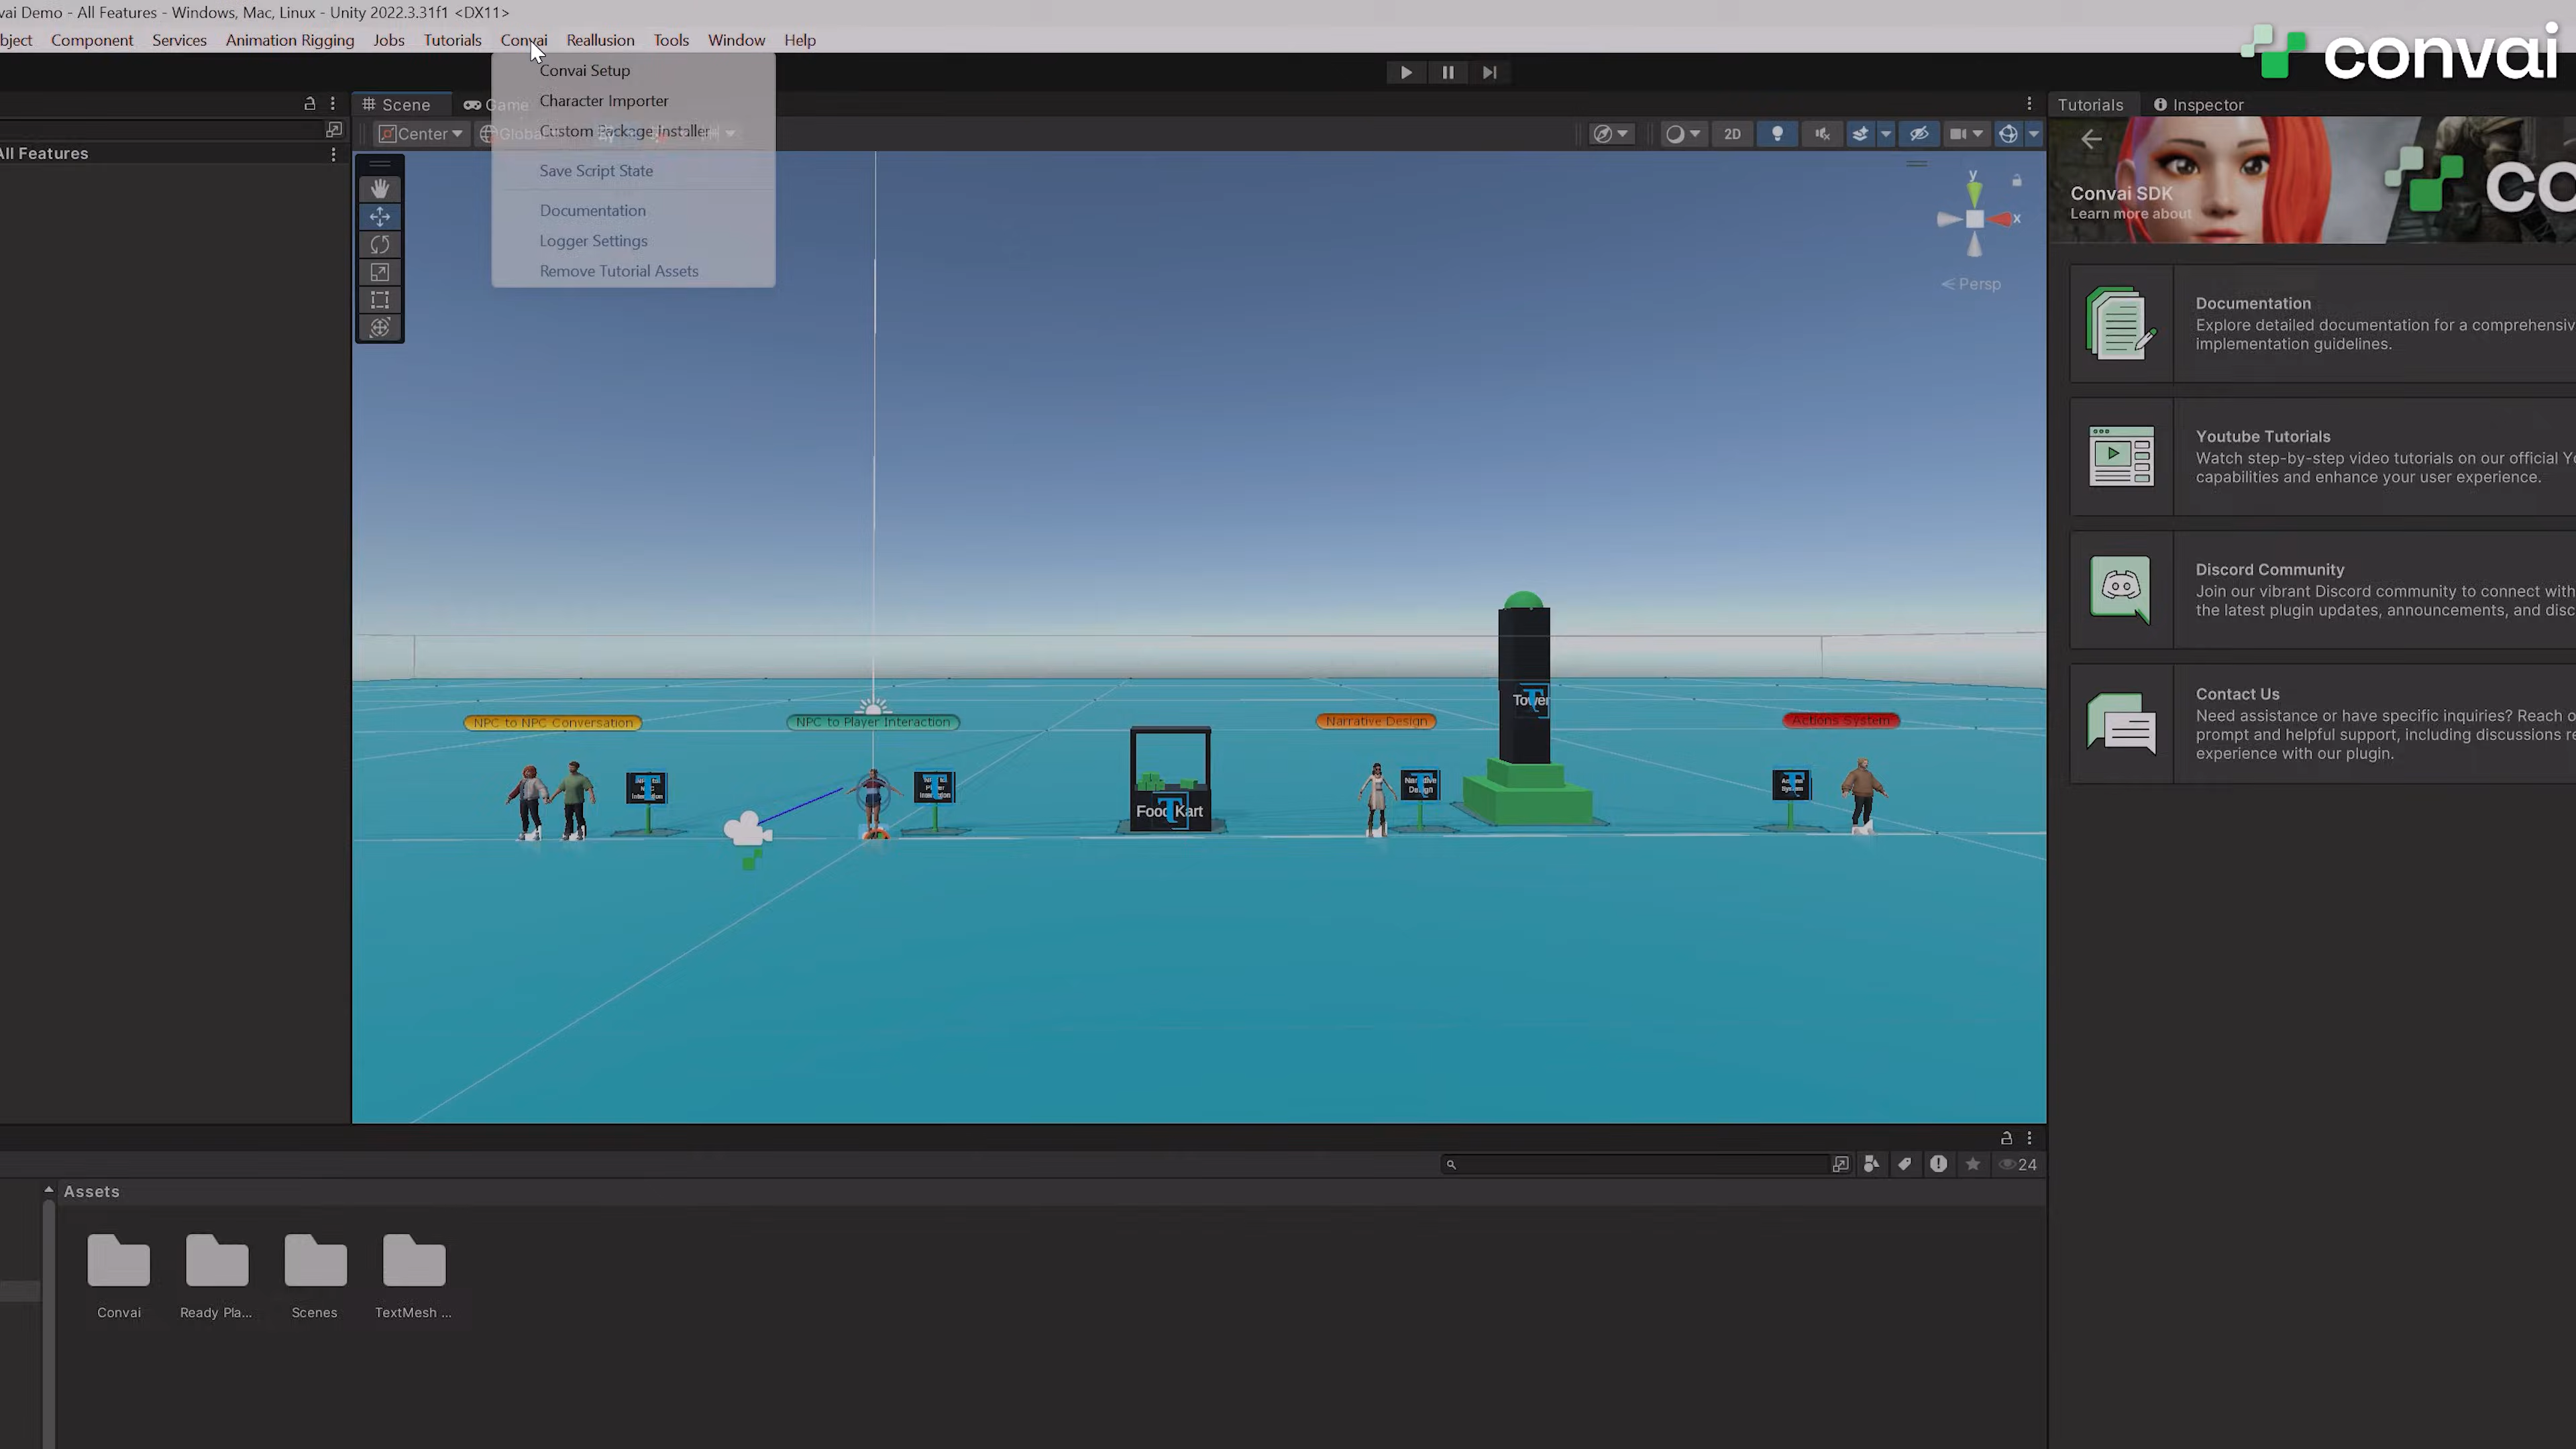 vai Demo - All Features - Windows, Mac, Linux - Unity 2022.3.31f1 <DX11>
bject Component Services Animation Rigging Jobs Tutorials Convai Reallusion Tools Window Help
convai
Convai Setup
Character Importer
Custom Package Installer
Save Script State
Documentation
Logger Settings
Remove Tutorial Assets
Scene Game
Center Global 2D
All Features
y
x
Persp
Tutorials Inspector
Convai SDK
Learn more about
co
Documentation
Explore detailed documentation for a comprehensiv
implementation guidelines.
Youtube Tutorials
Watch step-by-step video tutorials on our official Yo
capabilities and enhance your user experience.
Discord Community
Join our vibrant Discord community to connect with
the latest plugin updates, announcements, and disc
Contact Us
Need assistance or have specific inquiries? Reach o
prompt and helpful support, including discussions re
experience with our plugin.
NPC to NPC Conversation
NPC to Player Interaction
Narrative Design
Actions System
Tower
Food Kart
Narrative
Design
24
Assets
Convai
Ready Pla...
Scenes
TextMesh ...